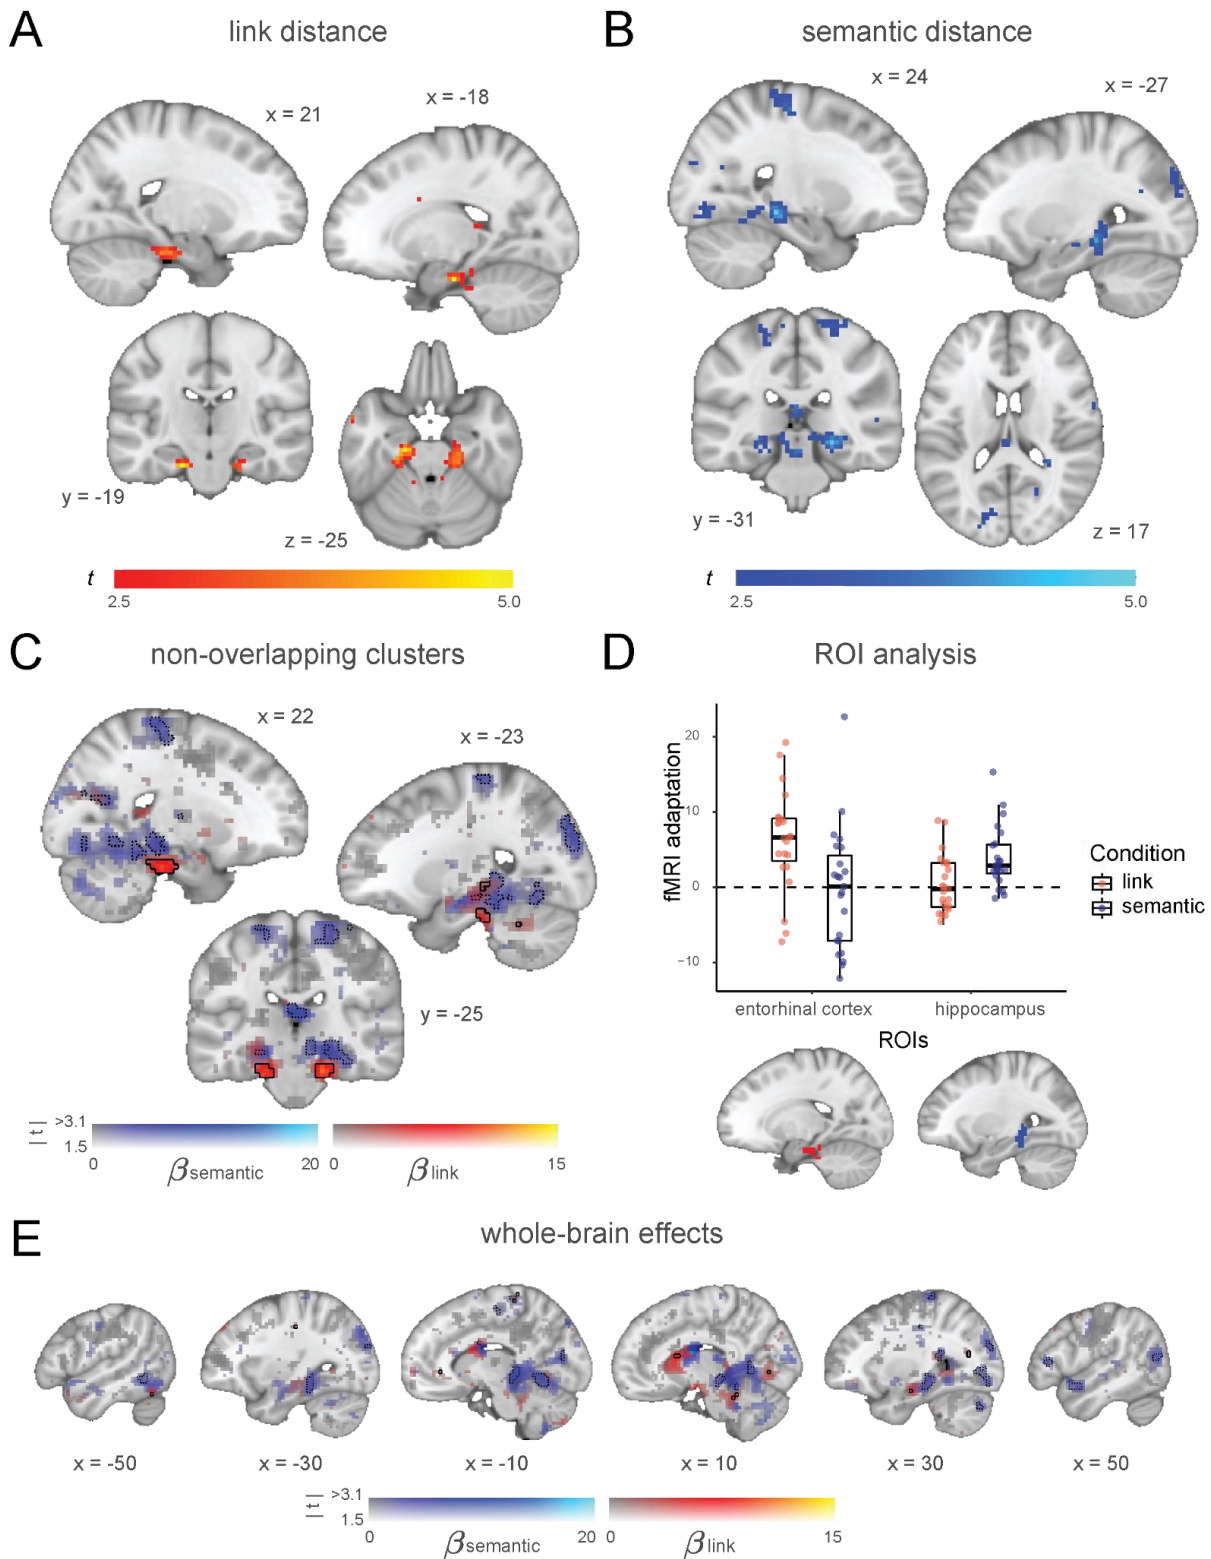 A
link distance
x = 21
x = -18
y = -19
z = -25
t
2.5
5.0
B
semantic distance
x = 24
x = -27
y = -31
z = 17
t
2.5
5.0
C
non-overlapping clusters
x = 22
x = -23
y = -25
|t|
>3.1
1.5
0
20
βsemantic
0
15
βlink
D
ROI analysis
fMRI adaptation
20
10
0
−10
entorhinal cortex
hippocampus
ROIs
Condition
link
semantic
E
whole-brain effects
x = -50
x = -30
x = -10
x = 10
x = 30
x = 50
|t|
>3.1
1.5
0
20
βsemantic
0
15
βlink